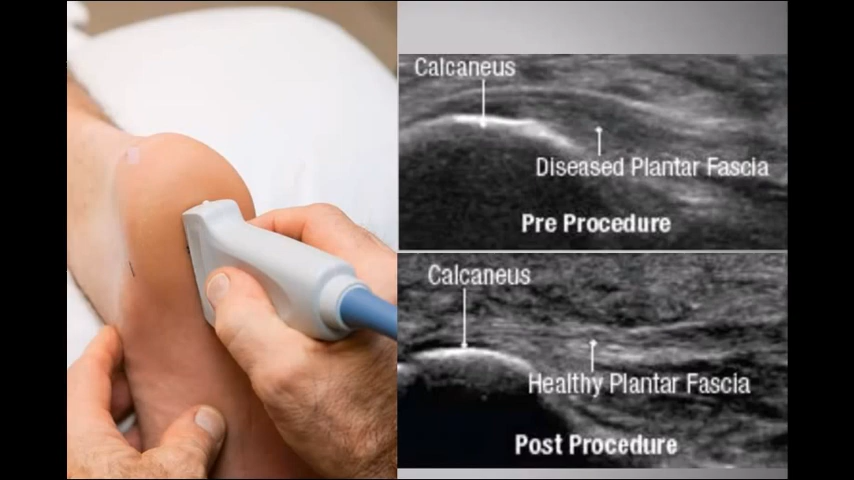 Calcaneus
Diseased Plantar Fascia
Pre Procedure
Calcaneus
Healthy Plantar Fascia
Post Procedure